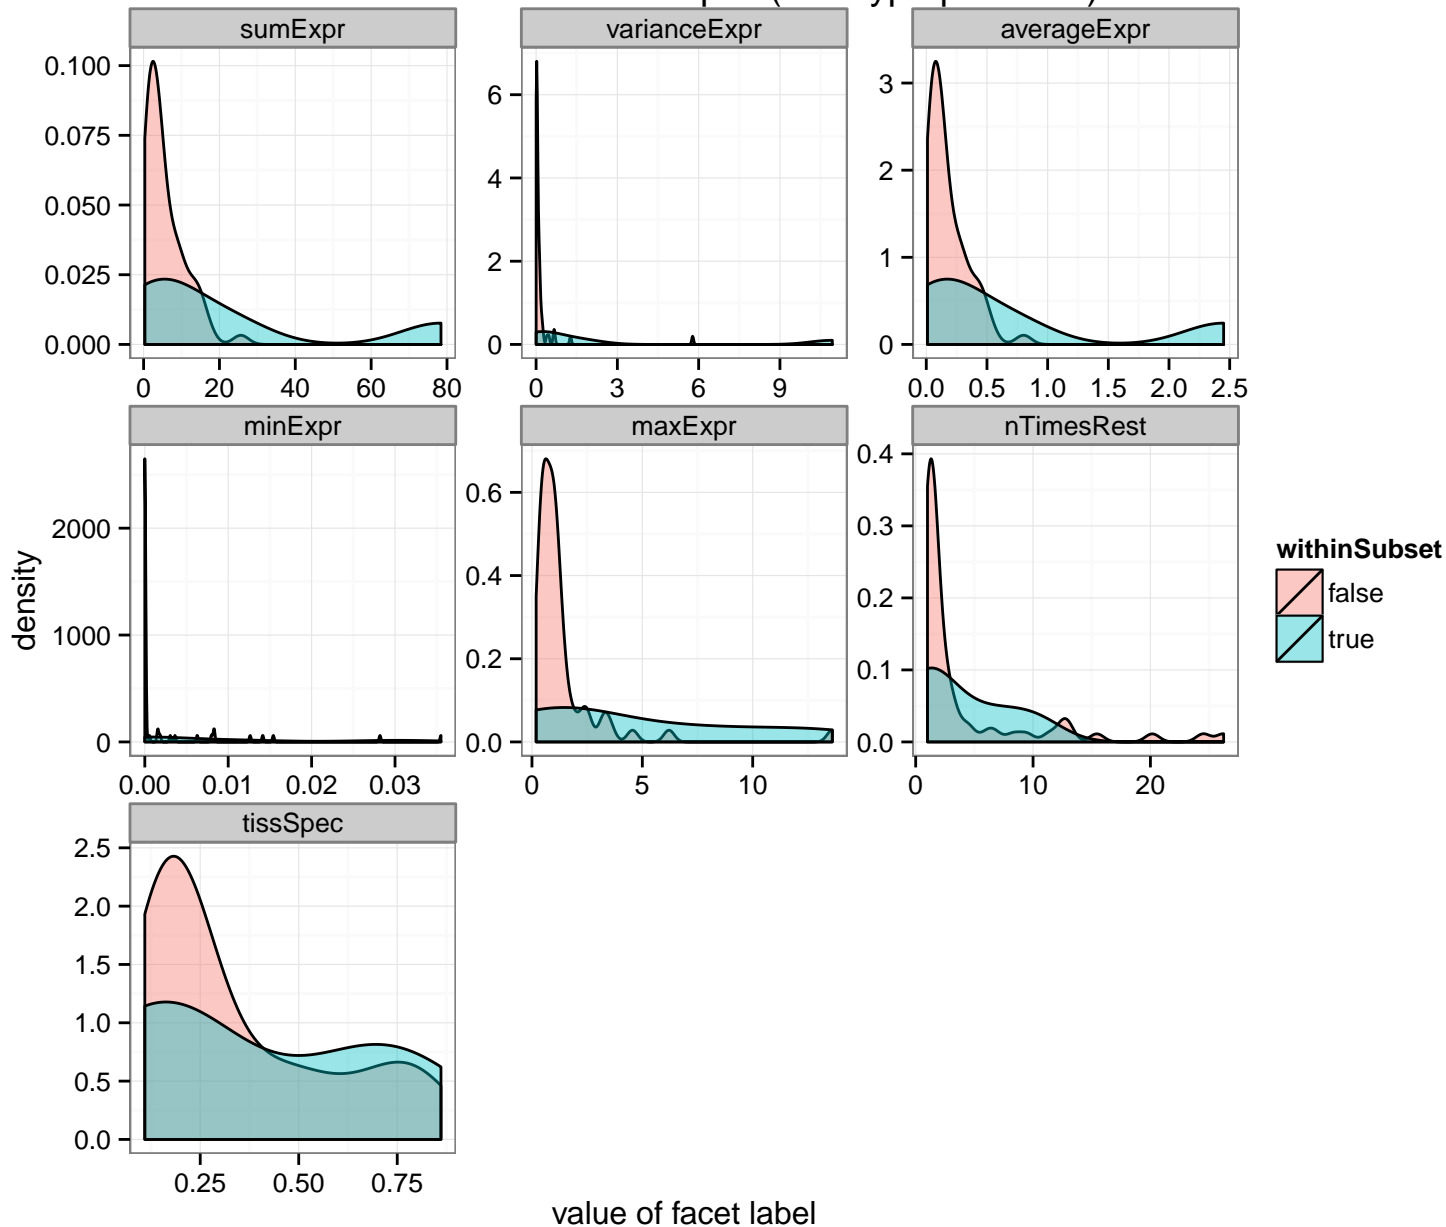 sumExpr varianceExpr averageExpr
0.100
0.075
0.050
0.025
0.000
0 20 40 60 80
6
4
2
0
0 3 6 9
3
2
1
0
0.0 0.5 1.0 1.5 2.0 2.5
minExpr maxExpr nTimesRest
2000
1000
0
0.00 0.01 0.02 0.03
0.6
0.4
0.2
0.0
0 5 10
0.4
0.3
0.2
0.1
0.0
0 10 20
tissSpec
2.5
2.0
1.5
1.0
0.5
0.0
0.25 0.50 0.75
density
value of facet label
withinSubset
false
true